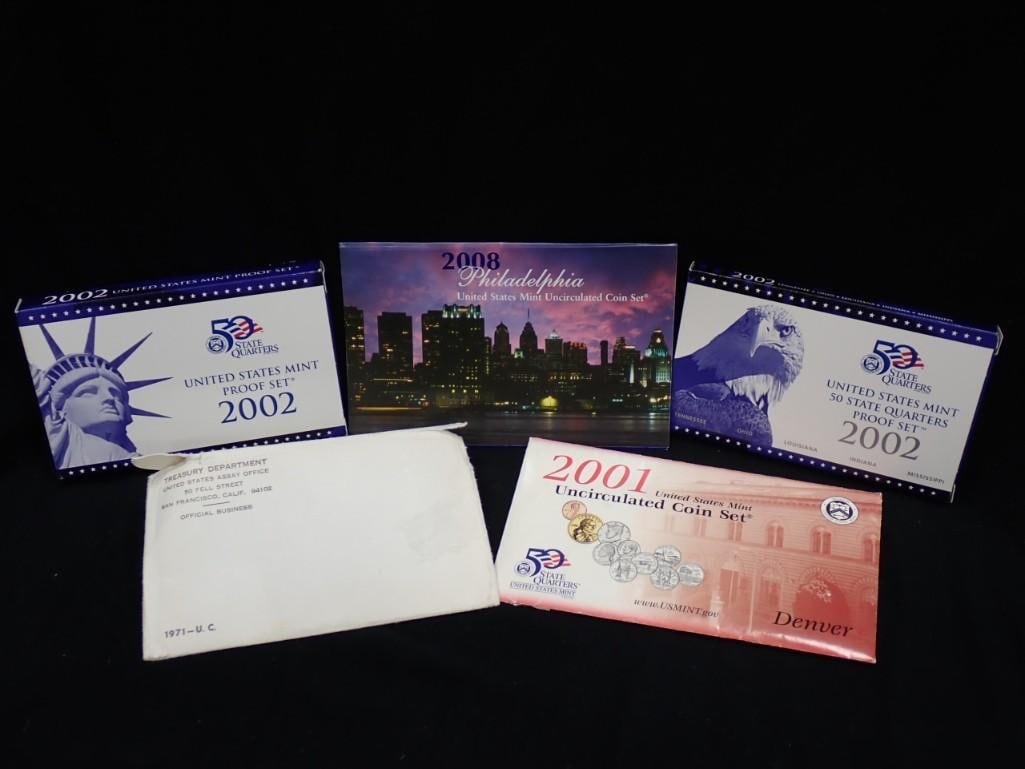 2002 UNITED STATES MINT PROOF SET™
50
STATE
QUARTERS
UNITED STATES MINT
PROOF SET®
2002
2008
Philadelphia
United States Mint Uncirculated Coin Set®
2002
50
STATE
QUARTERS
UNITED STATES MINT
50 STATE QUARTERS
PROOF SET™
2002
TENNESSEE
OHIO
LOUISIANA
INDIANA
MISSISSIPPI
TREASURY DEPARTMENT
UNITED STATES ASSAY OFFICE
50 FELL STREET
SAN FRANCISCO, CALIF. 94102
OFFICIAL BUSINESS
1971-U. C.
2001 United States Mint
Uncirculated Coin Set®
50
STATE
QUARTERS
UNITED STATES MINT
www.USMINT.gov
Denver